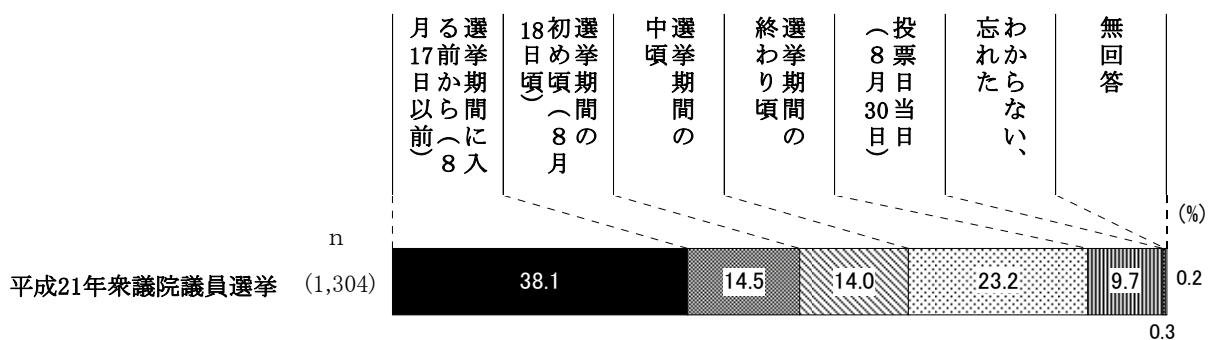 選挙期間に入
る前から（８
月17日以前）
選挙期間の
初め頃（８月
18日頃）
選挙期間の
中頃
選挙期間の
終わり頃
投票日当日
（８月30日）
わからない、
忘れた
無回答
(%)
n
平成21年衆議院議員選挙 (1,304)
38.1 14.5 14.0 23.2 9.7 0.2
0.3